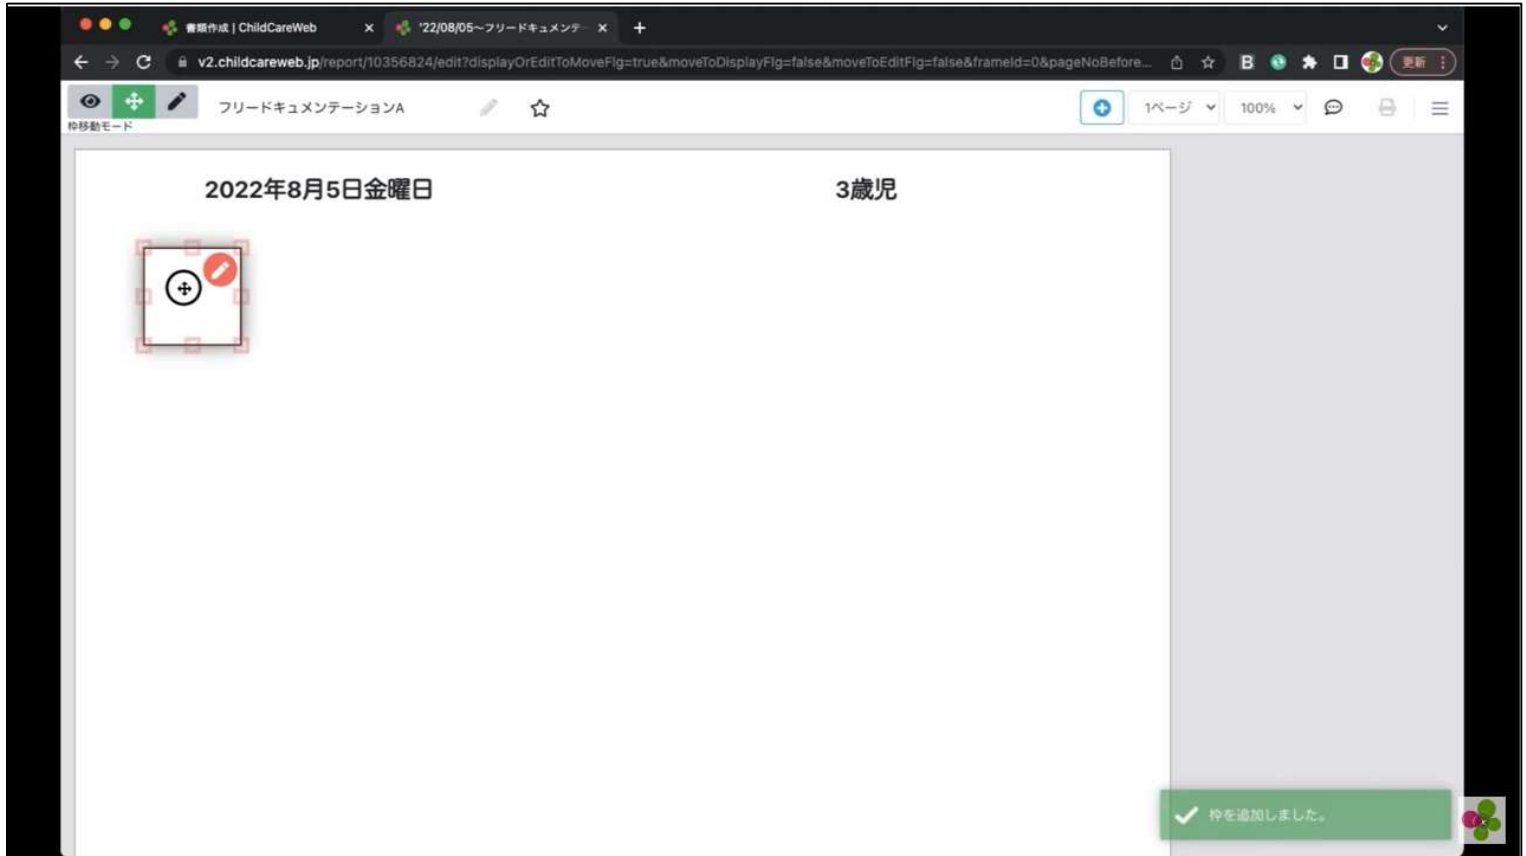 書類作成 | ChildCareWeb
'22/08/05〜フリードキュメンテー
v2.childcareweb.jp/report/10356824/edit?displayOrEditToMoveFlg=true&moveToDisplayFlg=false&moveToEditFlg=false&frameId=0&pageNoBefore...
B
更新
フリードキュメンテーションA
1ページ
100%
枠移動モード
2022年8月5日金曜日
3歳児
枠を追加しました。